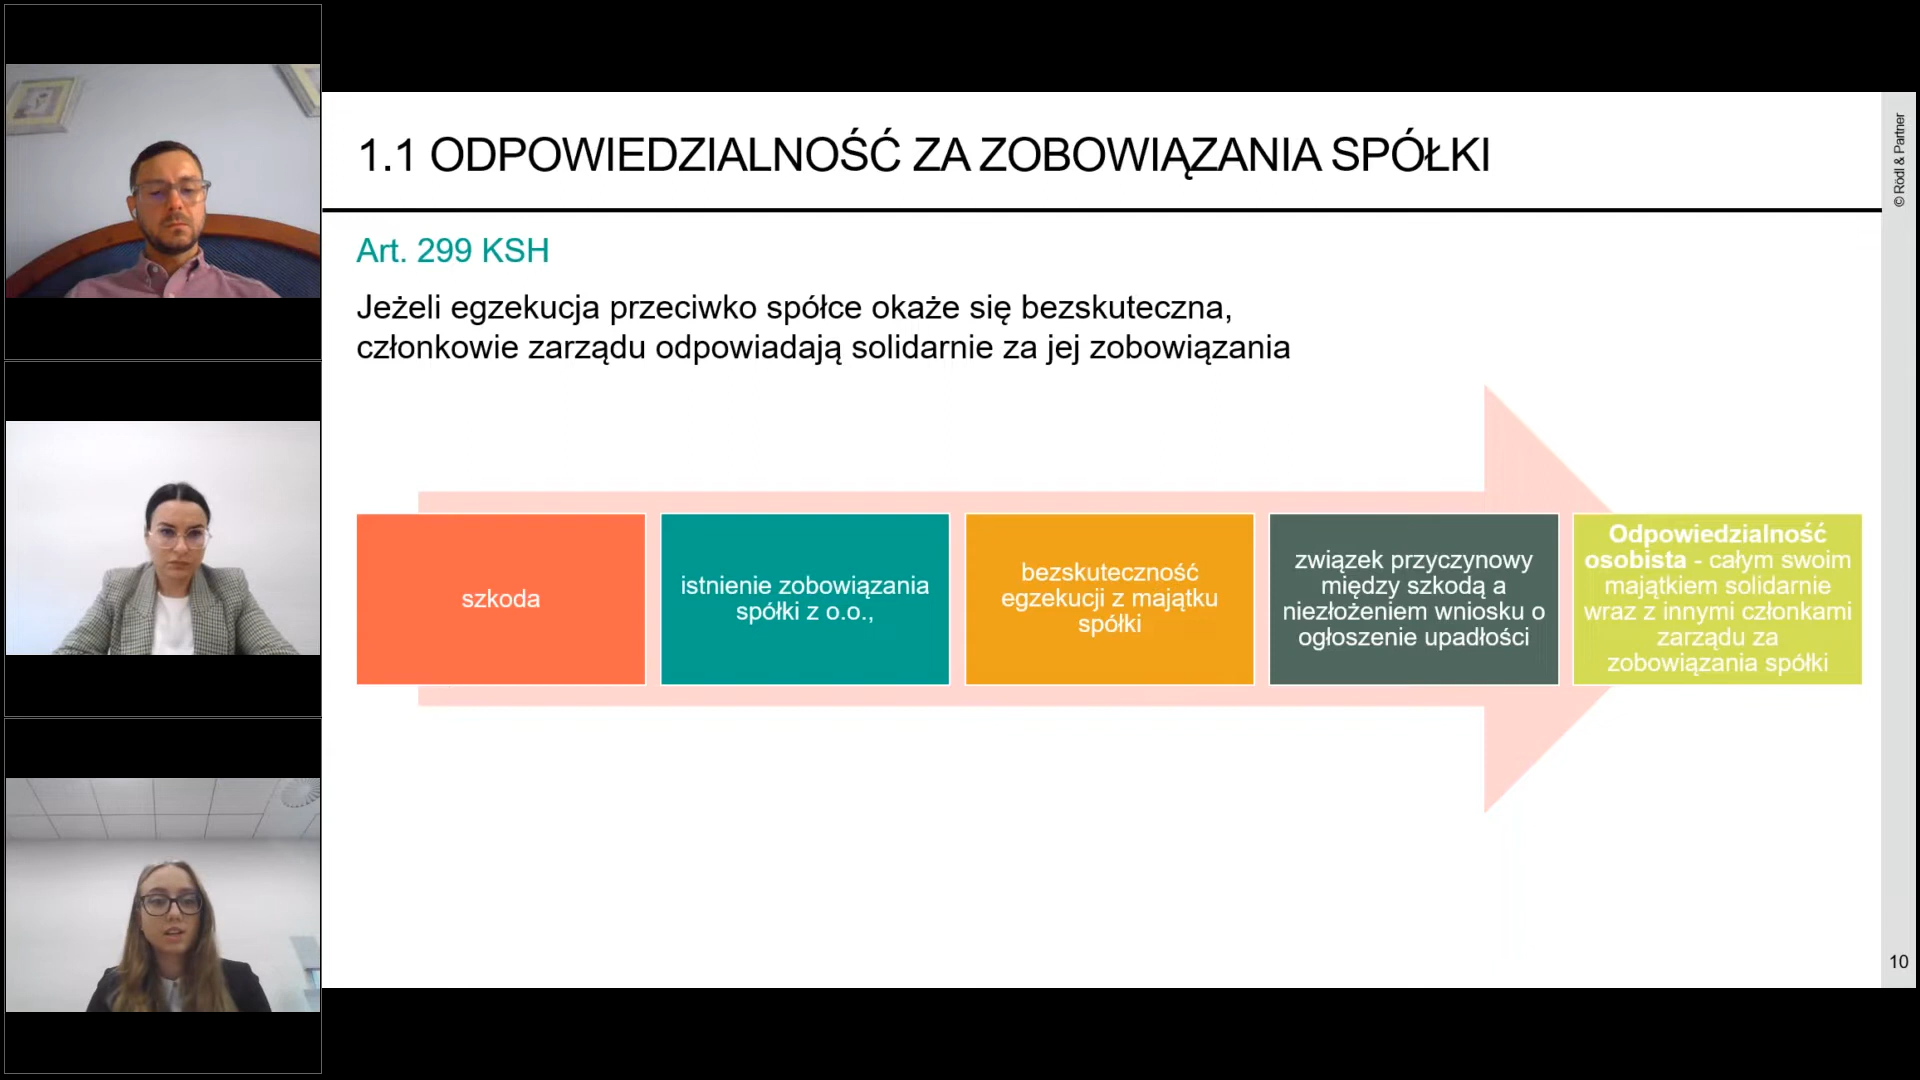 1.1 ODPOWIEDZIALNOŚĆ ZA ZOBOWIĄZANIA SPÓŁKI
© Rödl & Partner
Art. 299 KSH
Jeżeli egzekucja przeciwko spółce okaże się bezskuteczna,
członkowie zarządu odpowiadają solidarnie za jej zobowiązania
szkoda
istnienie zobowiązania
spółki z o.o.,
bezskuteczność
egzekucji z majątku
spółki
związek przyczynowy
między szkodą a
niezłożeniem wniosku o
ogłoszenie upadłości
Odpowiedzialność
osobista - całym swoim
majątkiem solidarnie
wraz z innymi członkami
zarządu za
zobowiązania spółki
10